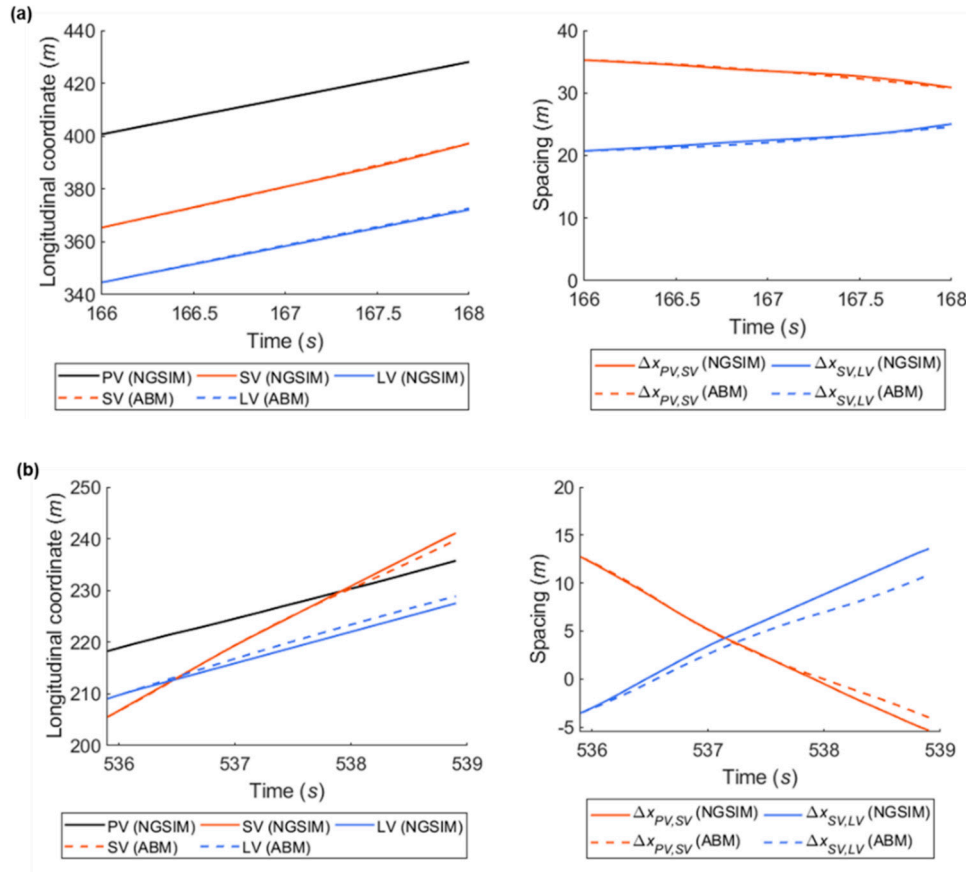 (a)
Longitudinal coordinate (m)
440
420
400
380
360
340
166
166.5
167
167.5
168
Time (s)
PV (NGSIM)
SV (NGSIM)
LV (NGSIM)
SV (ABM)
LV (ABM)
Spacing (m)
40
30
20
10
0
166
166.5
167
167.5
168
Time (s)
Δx_PV,SV (NGSIM)
Δx_SV,LV (NGSIM)
Δx_PV,SV (ABM)
Δx_SV,LV (ABM)
(b)
Longitudinal coordinate (m)
250
240
230
220
210
200
536
537
538
539
Time (s)
PV (NGSIM)
SV (NGSIM)
LV (NGSIM)
SV (ABM)
LV (ABM)
Spacing (m)
20
15
10
5
0
-5
536
537
538
539
Time (s)
Δx_PV,SV (NGSIM)
Δx_SV,LV (NGSIM)
Δx_PV,SV (ABM)
Δx_SV,LV (ABM)